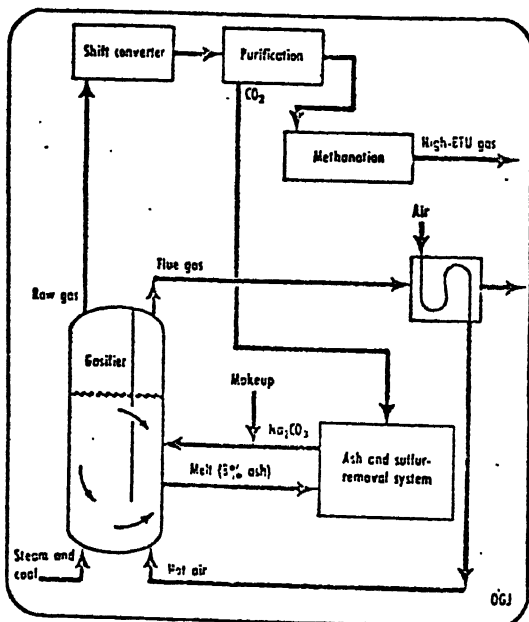 Shift converter
Purification
CO₂
Methanation
High-BTU gas
Air
Flue gas
Raw gas
Gasifier
Makeup
Na₂CO₃
Melt (5% ash)
Ash and sulfur-
removal system
Steam and
coal
Hot air
OGJ